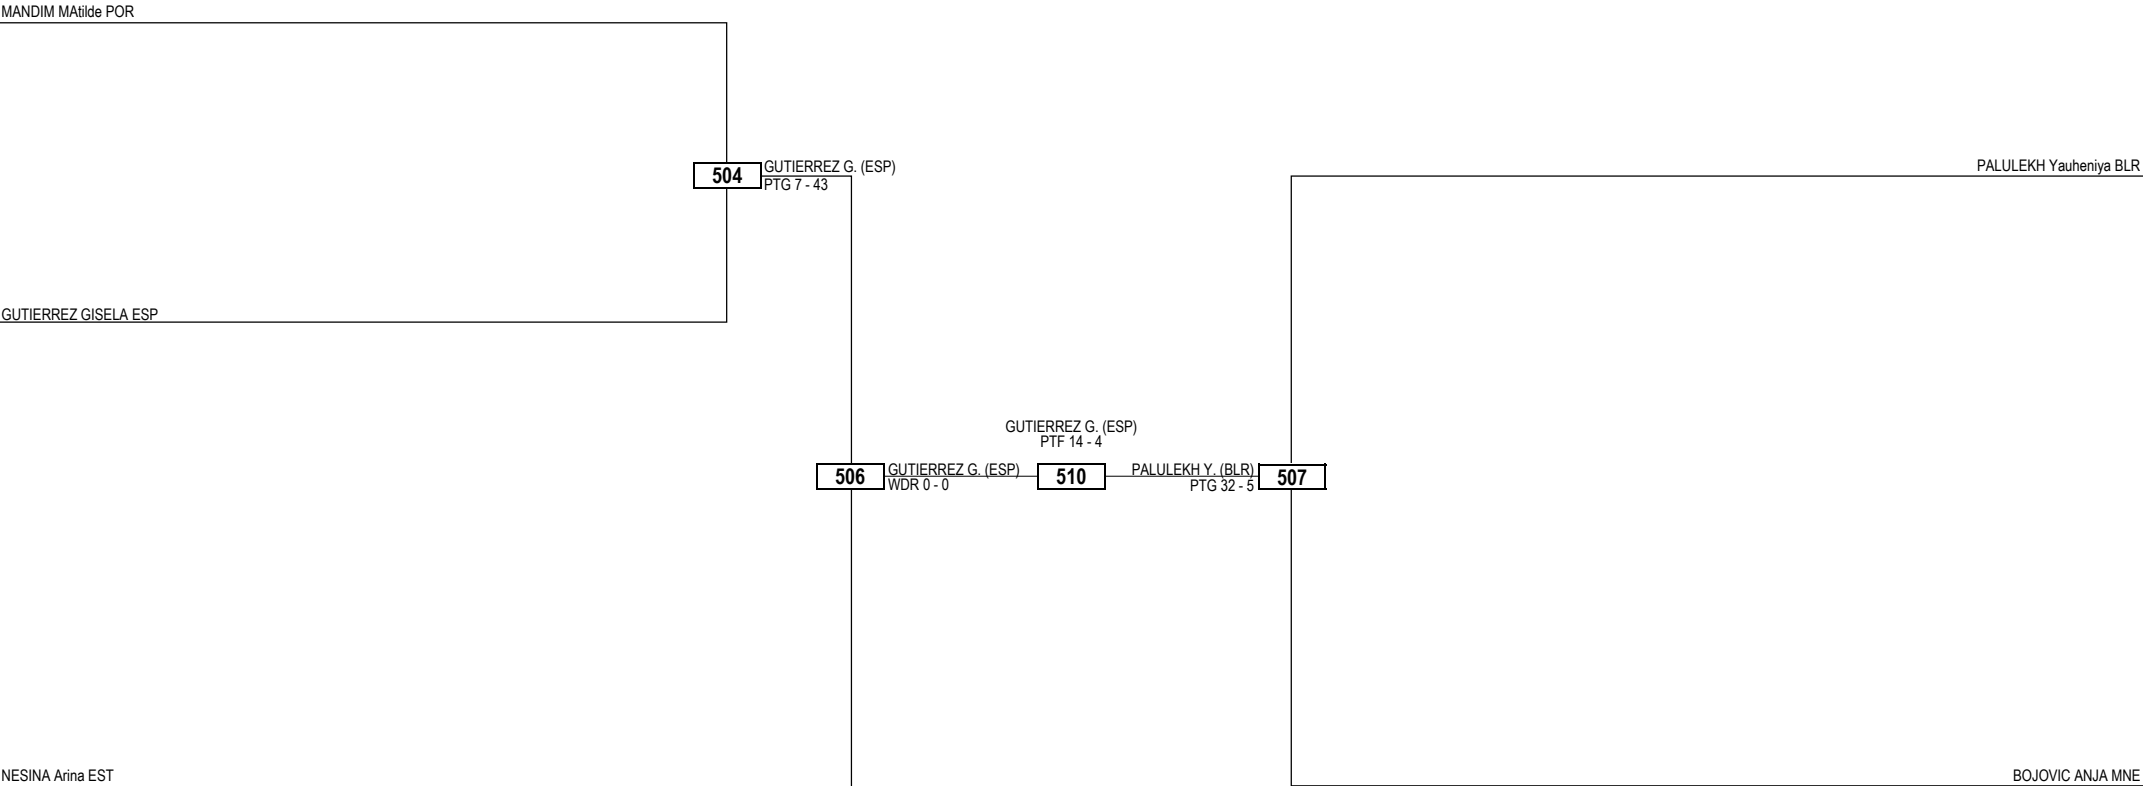 MANDIM MAtilde POR
504
GUTIERREZ G. (ESP)
PTG 7 - 43
PALULEKH Yauheniya BLR
GUTIERREZ GISELA ESP
GUTIERREZ G. (ESP)
PTF 14 - 4
506
GUTIERREZ G. (ESP)
WDR 0 - 0
510
PALULEKH Y. (BLR)
PTG 32 - 5
507
NESINA Arina EST
BOJOVIC ANJA MNE